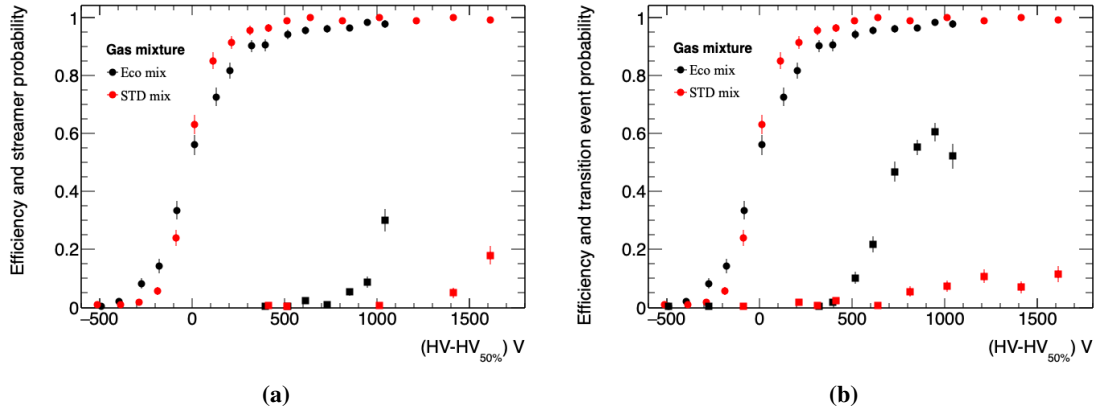 Efficiency and streamer probability
1
0.8
0.6
0.4
0.2
0
Gas mixture
Eco mix
STD mix
−500 0 500 1000 1500
(HV-HV50%) V
(a)
Efficiency and transition event probability
1
0.8
0.6
0.4
0.2
0
Gas mixture
Eco mix
STD mix
−500 0 500 1000 1500
(HV-HV50%) V
(b)